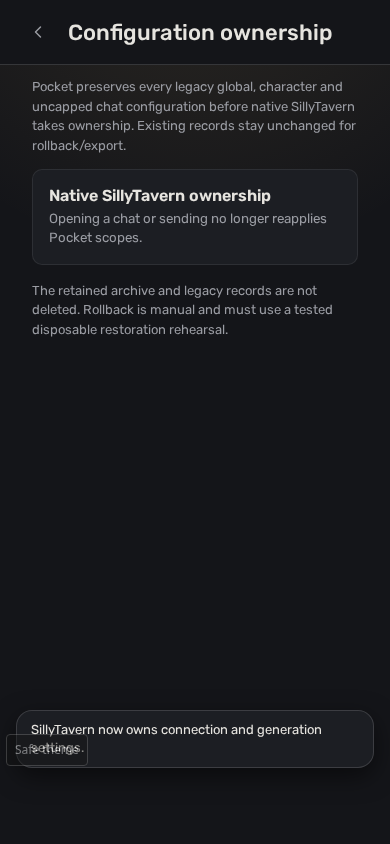 Configuration ownership
Pocket preserves every legacy global, character and
uncapped chat configuration before native SillyTavern
takes ownership. Existing records stay unchanged for
rollback/export.
Native SillyTavern ownership
Opening a chat or sending no longer reapplies
Pocket scopes.
The retained archive and legacy records are not
deleted. Rollback is manual and must use a tested
disposable restoration rehearsal.
SillyTavern now owns connection and generation
settings.
Safe theme